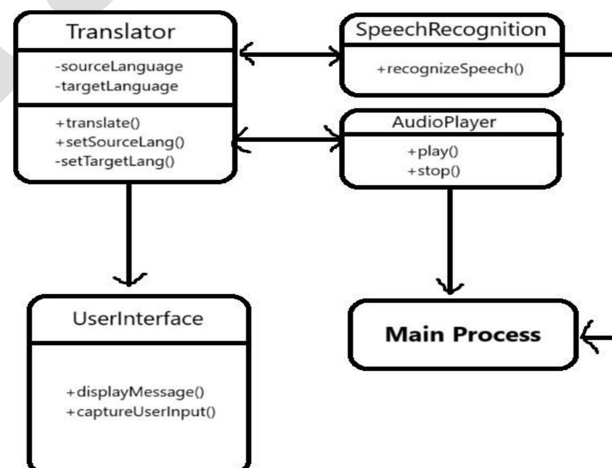 Translator
-sourceLanguage
-targetLanguage
+translate()
+setSourceLang()
-setTargetLang()
SpeechRecognition
+recognizeSpeech()
AudioPlayer
+play()
+stop()
UserInterface
+displayMessage()
+captureUserInput()
Main Process